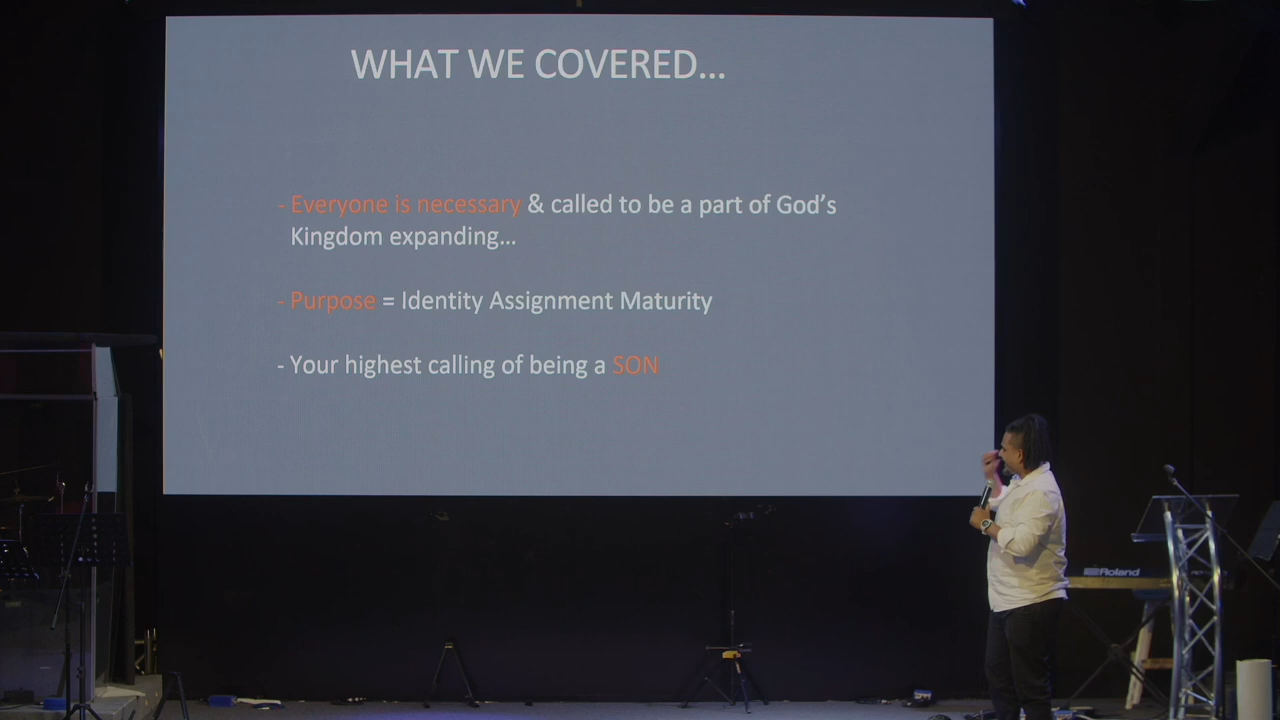 WHAT WE COVERED...
- Everyone is necessary & called to be a part of God's
Kingdom expanding...
- Purpose = Identity Assignment Maturity
- Your highest calling of being a SON
Roland